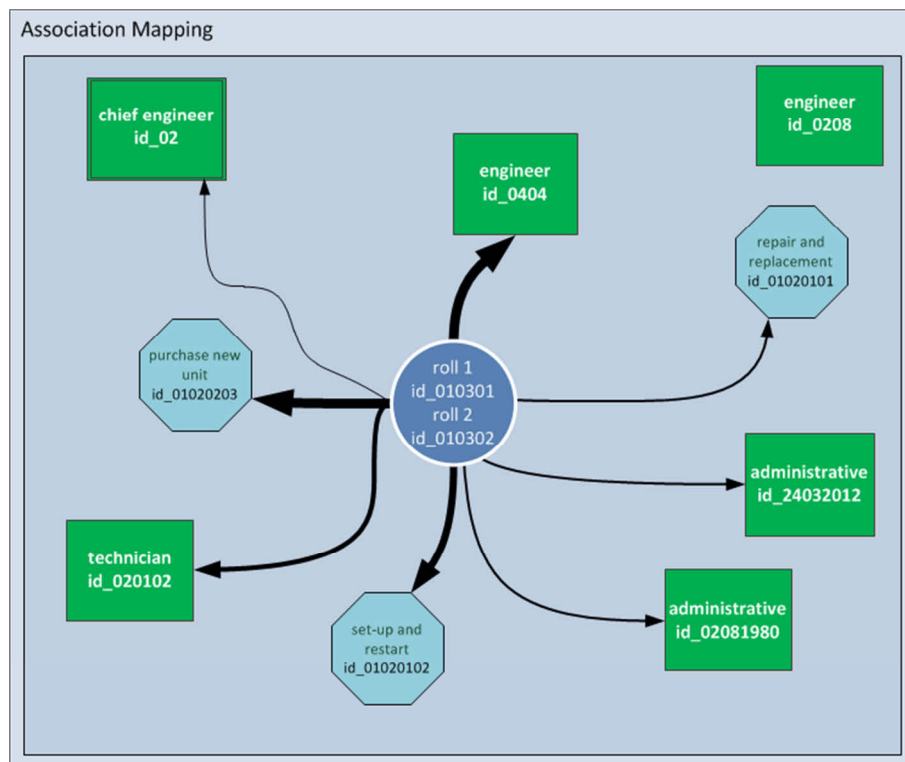 Association Mapping
chief engineer
id_02
engineer
id_0208
engineer
id_0404
repair and
replacement
id_01020101
purchase new
unit
id_01020203
roll 1
id_010301
roll 2
id_010302
administrative
id_24032012
technician
id_020102
administrative
id_02081980
set-up and
restart
id_01020102